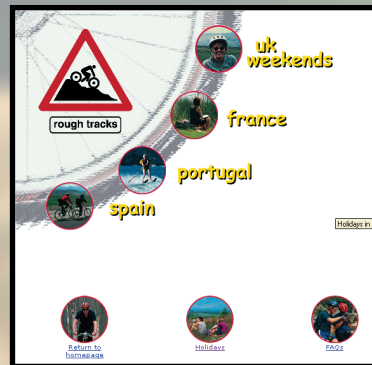 uk
weekends
france
rough tracks
portugal
spain
Holidays in
Return to
homepage
Holidays
FAQs